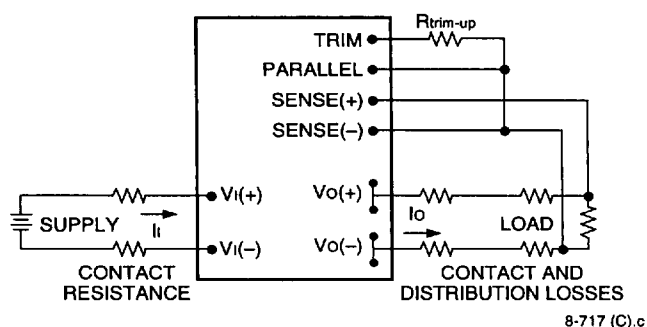 Rtrim-up
TRIM
PARALLEL
SENSE(+)
SENSE(–)
VI(+)
VO(+)
SUPPLY
II
IO
LOAD
VI(–)
VO(–)
CONTACT
RESISTANCE
CONTACT AND
DISTRIBUTION LOSSES
8-717 (C).c